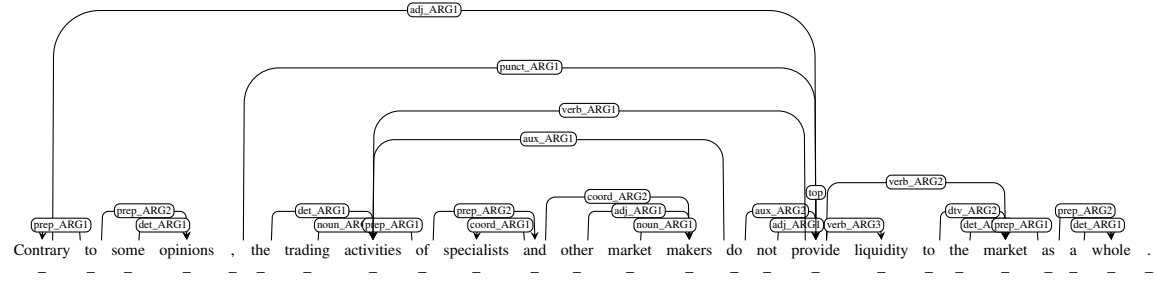 adj_ARG1
punct_ARG1
verb_ARG1
aux_ARG1
verb_ARG2
top
coord_ARG2
prep_ARG2 det_ARG1 prep_ARG2 adj_ARG1 aux_ARG2 dtv_ARG2 prep_ARG2
prep_ARG1 det_ARG1 noun_AR prep_ARG1 coord_ARG1 noun_ARG1 adj_ARG1 verb_ARG3 det_A prep_ARG1 det_ARG1
Contrary to some opinions , the trading activities of specialists and other market makers do not provide liquidity to the market as a whole .
_ _ _ _ _ _ _ _ _ _ _ _ _ _ _ _ _ _ _ _ _ _ _ _ _